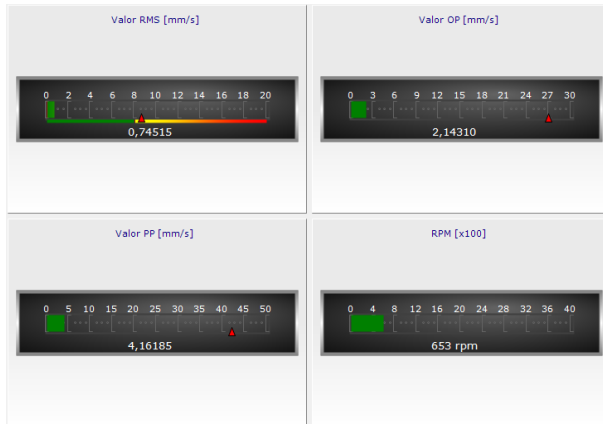 Valor RMS [mm/s]
0 2 4 6 8 10 12 14 16 18 20
0,74515
Valor OP [mm/s]
0 3 6 9 12 15 18 21 24 27 30
2,14310
Valor PP [mm/s]
0 5 10 15 20 25 30 35 40 45 50
4,16185
RPM [x100]
0 4 8 12 16 20 24 28 32 36 40
653 rpm